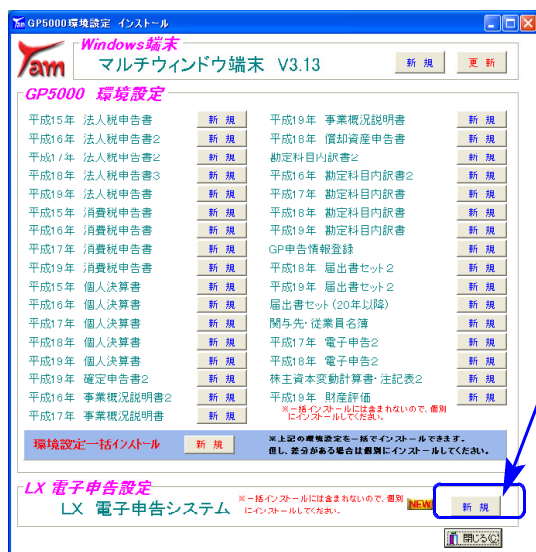 GP5000環境設定 インストール
Tam
Windows端末
マルチウィンドウ端末 V3.13 新 規 更 新
GP5000 環境設定
平成15年 法人税申告書 新 規 平成19年 事業概況説明書 新 規
平成16年 法人税申告書2 新 規 平成18年 償却資産申告書 新 規
平成17年 法人税申告書2 新 規 勘定科目内訳書2 新 規
平成18年 法人税申告書3 新 規 平成16年 勘定科目内訳書2 新 規
平成19年 法人税申告書 新 規 平成17年 勘定科目内訳書 新 規
平成15年 消費税申告書 新 規 平成18年 勘定科目内訳書 新 規
平成16年 消費税申告書 新 規 平成19年 勘定科目内訳書 新 規
平成17年 消費税申告書 新 規 GP申告情報登録 新 規
平成19年 消費税申告書 新 規 平成18年 届出書セット2 新 規
平成15年 個人決算書 新 規 平成19年 届出書セット2 新 規
平成16年 個人決算書 新 規 届出書セット(20年以降) 新 規
平成17年 個人決算書 新 規 関与先・従業員名簿 新 規
平成18年 個人決算書 新 規 平成17年 電子申告2 新 規
平成19年 個人決算書 新 規 平成18年 電子申告2 新 規
平成19年 確定申告書2 新 規 株主資本変動計算書・注記表2 新 規
平成16年 事業概況説明書2 新 規 平成19年 財産評価 新 規
平成17年 事業概況説明書 新 規 ※一括インストールには含まれないので、個別
にインストールしてください。
環境設定一括インストール 新 規 ※上記の環境設定を一括でインストールできます。
但し、差分がある場合は個別にインストールしてください。
LX 電子申告設定
LX 電子申告システム ※一括インストールには含まれないので、個別
にインストールしてください。 NEW! 新 規
閉じる(C)